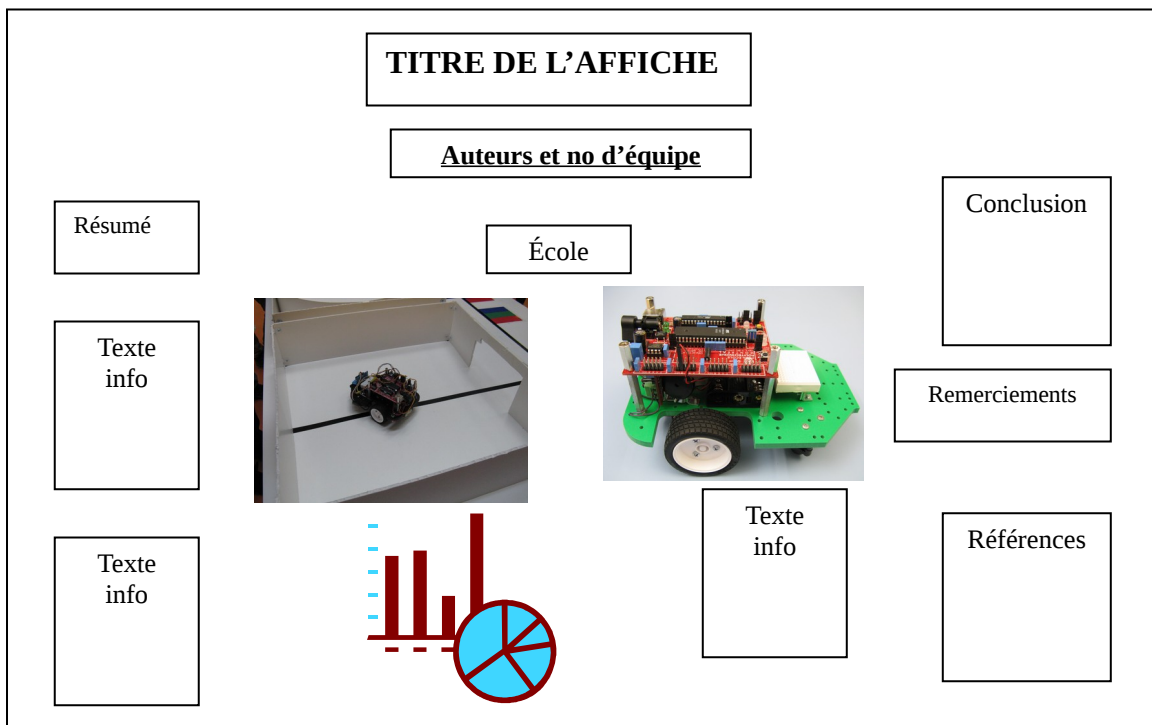 TITRE DE L’AFFICHE
Auteurs et no d’équipe
Résumé
École
Conclusion
Texte
info
Remerciements
Texte
info
Texte
info
Références